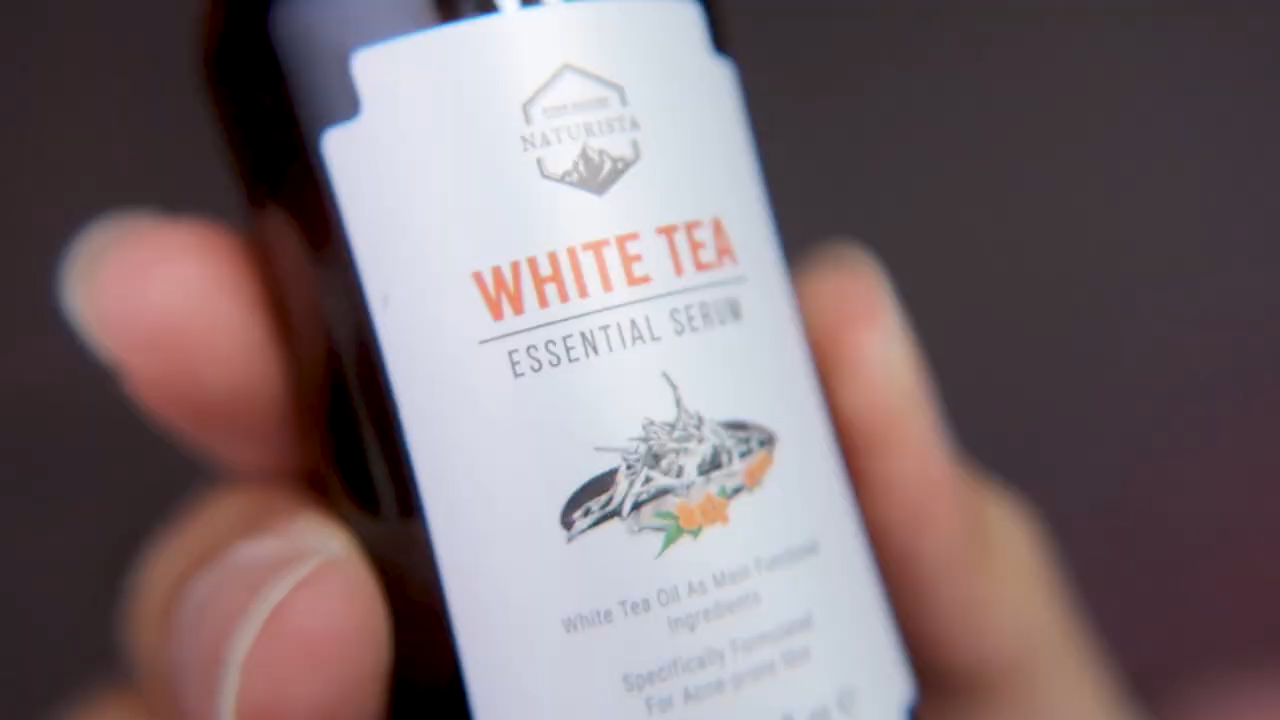 NATURISTA
WHITE TEA
ESSENTIAL SERUM
White Tea Oil As Main Functional
Ingredients
Specifically Formulated
For Acne-prone Skin